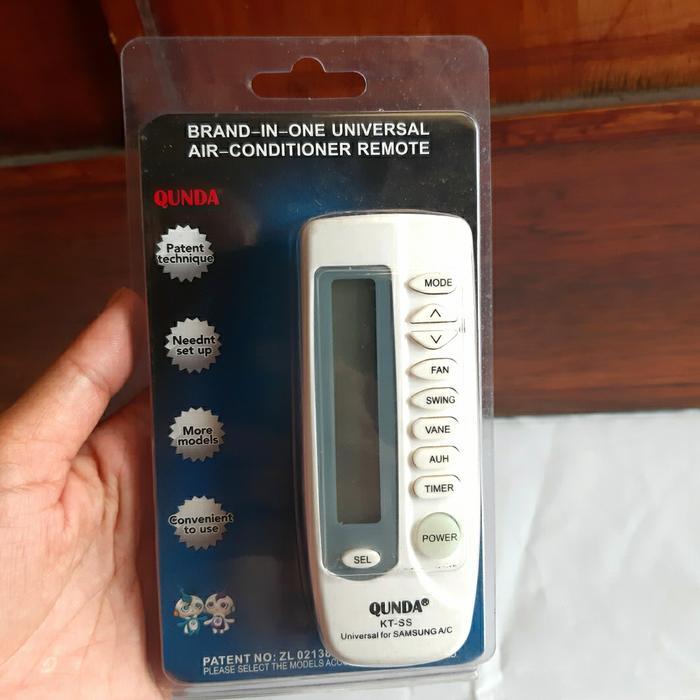 BRAND-IN-ONE UNIVERSAL
AIR-CONDITIONER REMOTE
QUNDA
Patent
technique
Neednt
set up
More
models
Convenient
to use
MODE
FAN
SWING
VANE
AUH
TIMER
POWER
SEL
QUNDA®
KT-SS
Universal for SAMSUNG A/C
PATENT NO: ZL 02138
PLEASE SELECT THE MODELS